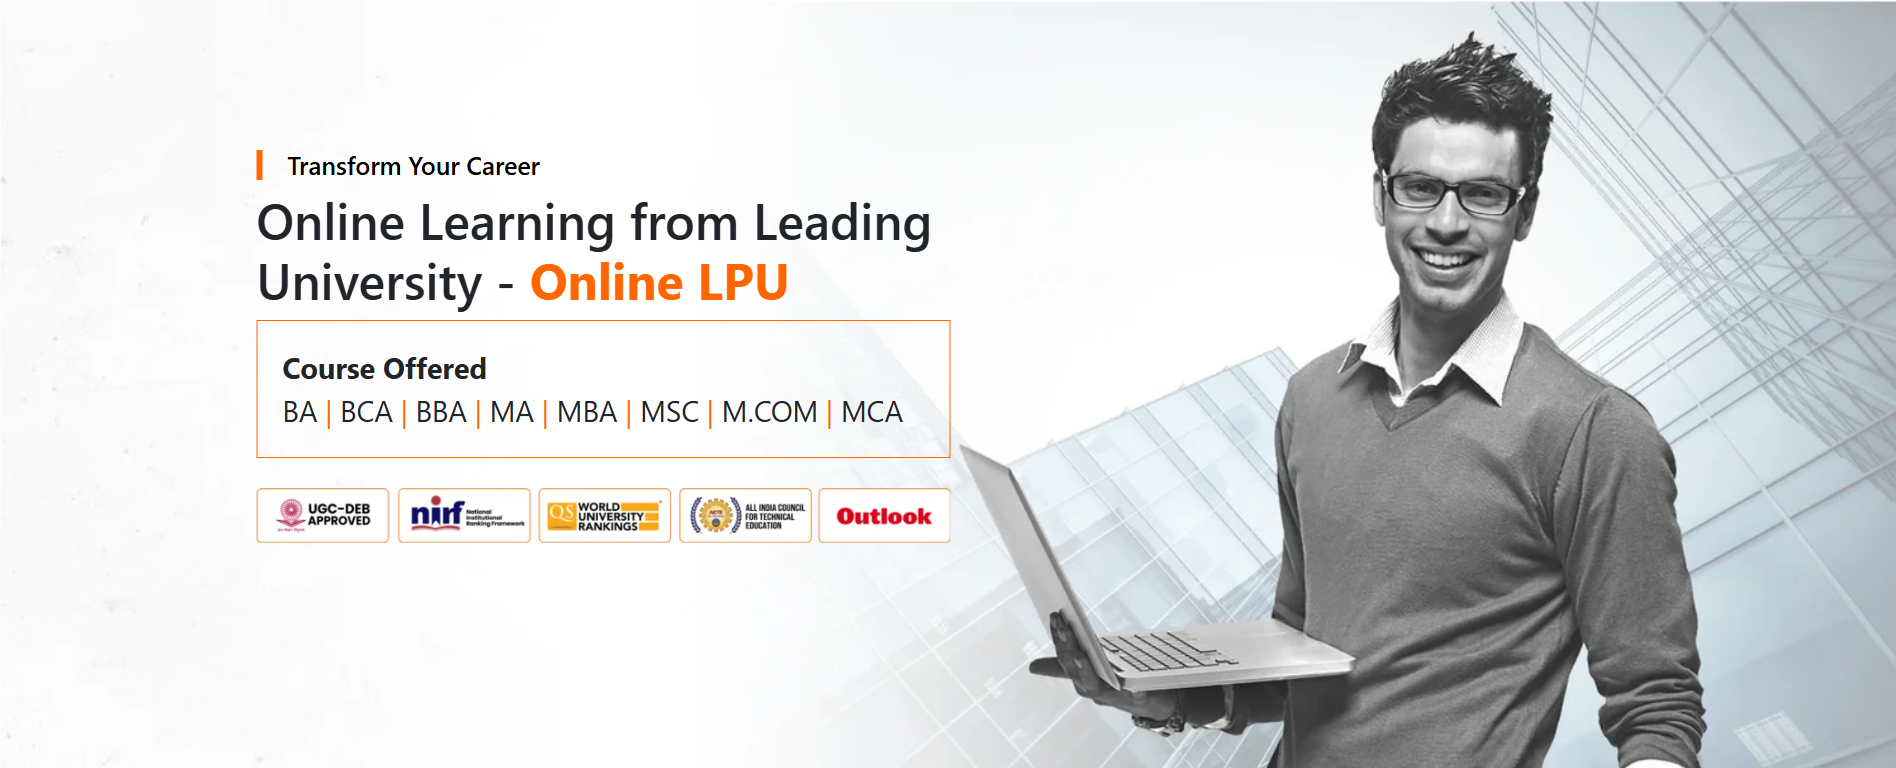 Transform Your Career
Online Learning from Leading
University - Online LPU
Course Offered
BA | BCA | BBA | MA | MBA | MSC | M.COM | MCA
UGC-DEB
APPROVED
nirf
National
Institutional
Ranking Framework
QS
WORLD
UNIVERSITY
RANKINGS
ALL INDIA COUNCIL
FOR TECHNICAL
EDUCATION
Outlook